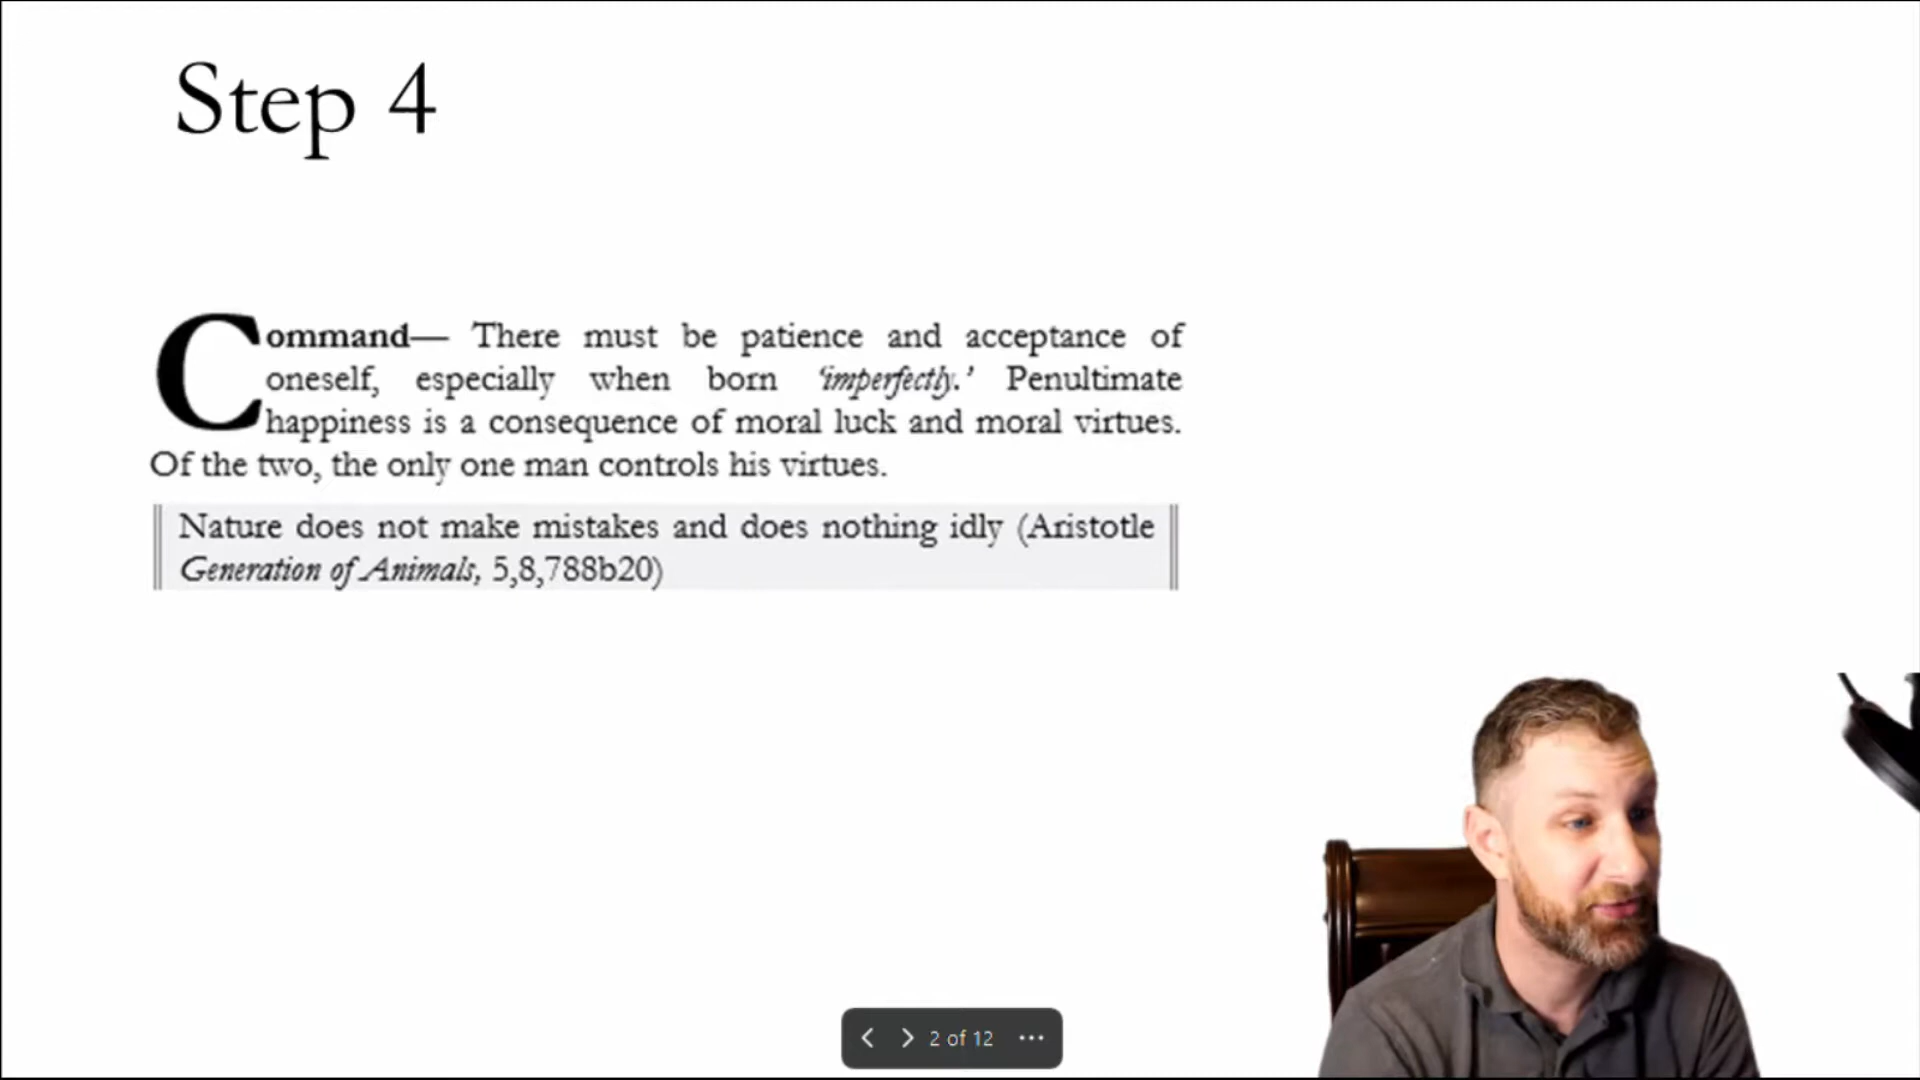 Step 4
Command— There must be patience and acceptance of
oneself, especially when born ‘imperfectly.’ Penultimate
happiness is a consequence of moral luck and moral virtues.
Of the two, the only one man controls his virtues.
Nature does not make mistakes and does nothing idly (Aristotle
Generation of Animals, 5,8,788b20)
2 of 12